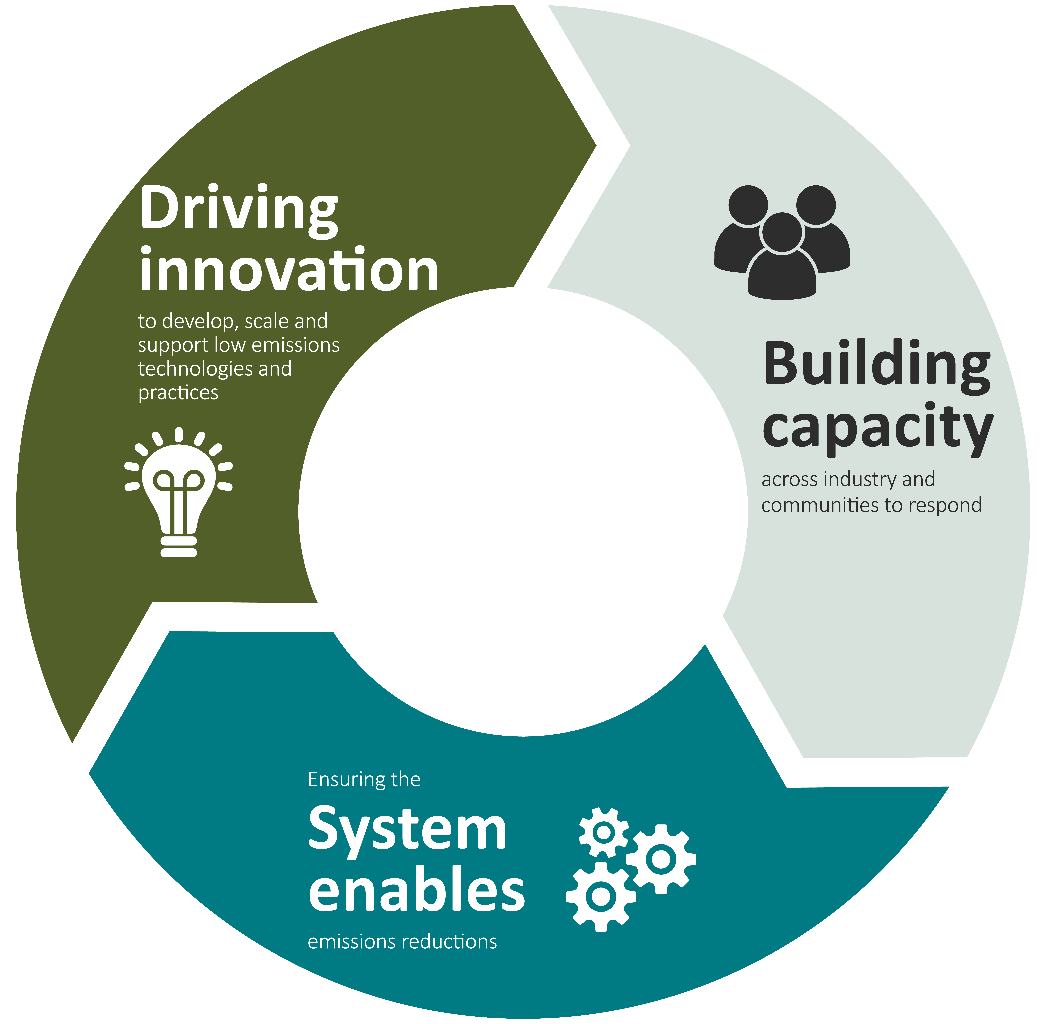 Driving
innovation
to develop, scale and
support low emissions
technologies and
practices
Building
capacity
across industry and
communities to respond
Ensuring the
System
enables
emissions reductions